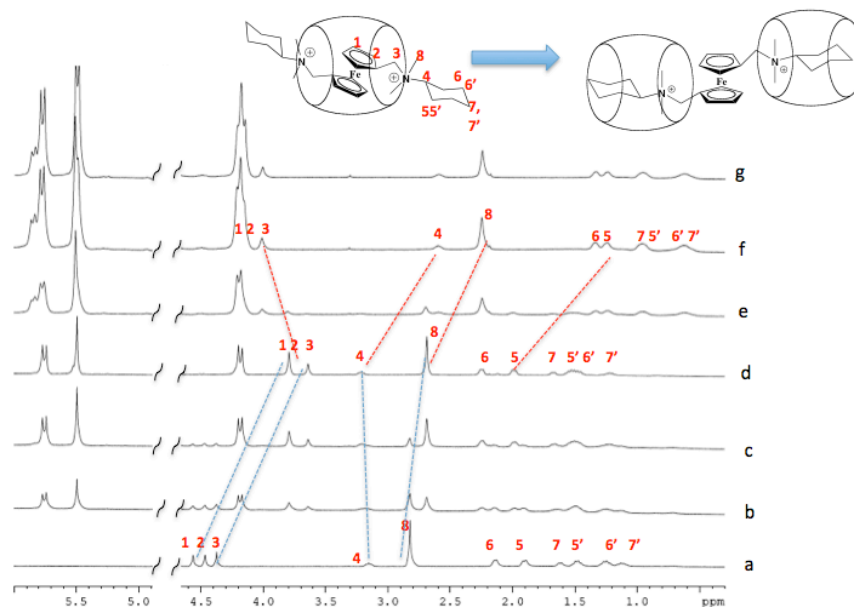 1 2 3 8
N ⊕ Fe ⊕ N 4 6 6'
55' 7, 7'
N ⊕ Fe N ⊕
g
1 2 3 4 8 6 5 7 5' 6' 7' f
e
1 2 3 4 8 6 5 7 5' 6' 7' d
c
b
1 2 3 4 8 6 5 7 5' 6' 7' a
5.5 5.0 4.5 4.0 3.5 3.0 2.5 2.0 1.5 1.0 ppm